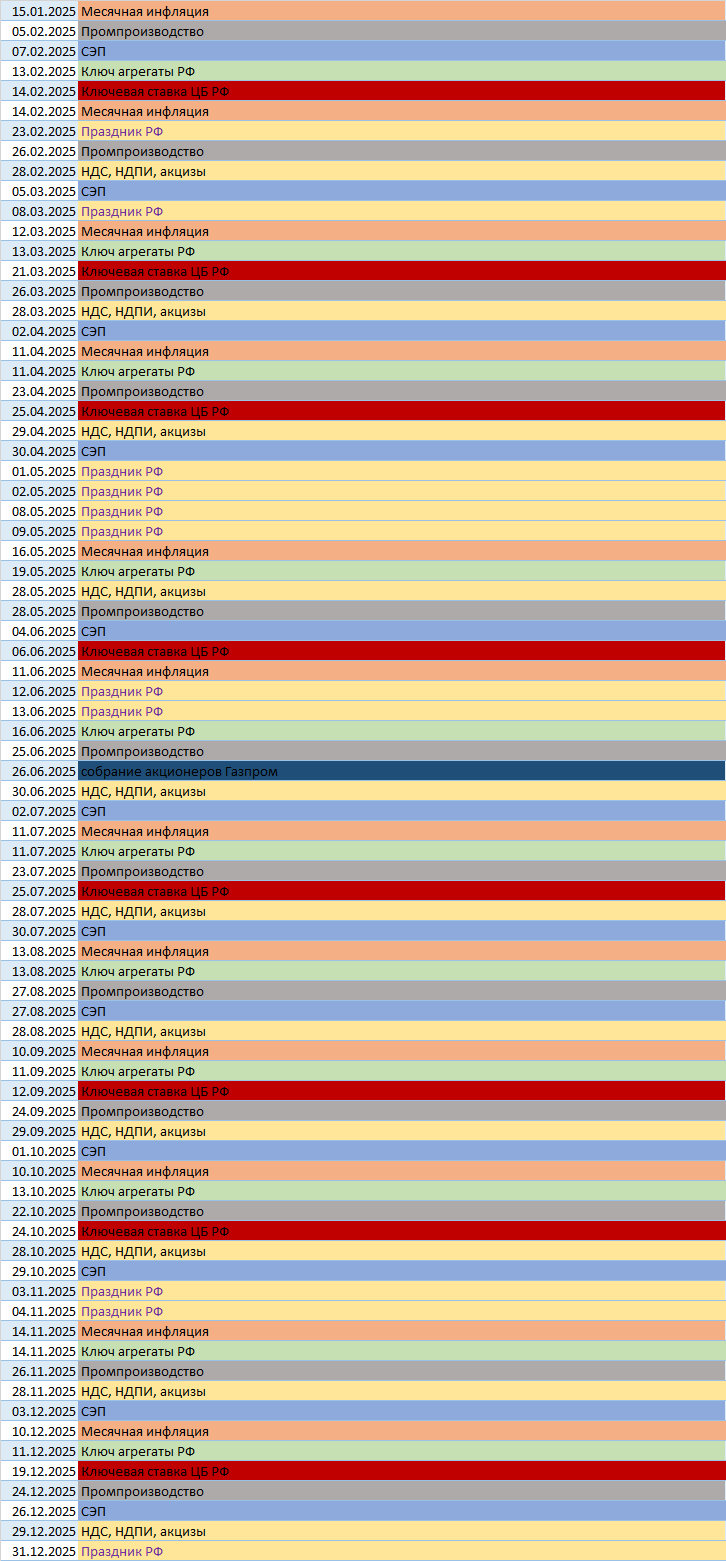 15.01.2025 Месячная инфляция
05.02.2025 Промпроизводство
07.02.2025 СЭП
13.02.2025 Ключ агрегаты РФ
14.02.2025 Ключевая ставка ЦБ РФ
14.02.2025 Месячная инфляция
23.02.2025 Праздник РФ
26.02.2025 Промпроизводство
28.02.2025 НДС, НДПИ, акцизы
05.03.2025 СЭП
08.03.2025 Праздник РФ
12.03.2025 Месячная инфляция
13.03.2025 Ключ агрегаты РФ
21.03.2025 Ключевая ставка ЦБ РФ
26.03.2025 Промпроизводство
28.03.2025 НДС, НДПИ, акцизы
02.04.2025 СЭП
11.04.2025 Месячная инфляция
11.04.2025 Ключ агрегаты РФ
23.04.2025 Промпроизводство
25.04.2025 Ключевая ставка ЦБ РФ
29.04.2025 НДС, НДПИ, акцизы
30.04.2025 СЭП
01.05.2025 Праздник РФ
02.05.2025 Праздник РФ
08.05.2025 Праздник РФ
09.05.2025 Праздник РФ
16.05.2025 Месячная инфляция
19.05.2025 Ключ агрегаты РФ
28.05.2025 НДС, НДПИ, акцизы
28.05.2025 Промпроизводство
04.06.2025 СЭП
06.06.2025 Ключевая ставка ЦБ РФ
11.06.2025 Месячная инфляция
12.06.2025 Праздник РФ
13.06.2025 Праздник РФ
16.06.2025 Ключ агрегаты РФ
25.06.2025 Промпроизводство
26.06.2025 собрание акционеров Газпром
30.06.2025 НДС, НДПИ, акцизы
02.07.2025 СЭП
11.07.2025 Месячная инфляция
11.07.2025 Ключ агрегаты РФ
23.07.2025 Промпроизводство
25.07.2025 Ключевая ставка ЦБ РФ
28.07.2025 НДС, НДПИ, акцизы
30.07.2025 СЭП
13.08.2025 Месячная инфляция
13.08.2025 Ключ агрегаты РФ
27.08.2025 Промпроизводство
27.08.2025 СЭП
28.08.2025 НДС, НДПИ, акцизы
10.09.2025 Месячная инфляция
11.09.2025 Ключ агрегаты РФ
12.09.2025 Ключевая ставка ЦБ РФ
24.09.2025 Промпроизводство
29.09.2025 НДС, НДПИ, акцизы
01.10.2025 СЭП
10.10.2025 Месячная инфляция
13.10.2025 Ключ агрегаты РФ
22.10.2025 Промпроизводство
24.10.2025 Ключевая ставка ЦБ РФ
28.10.2025 НДС, НДПИ, акцизы
29.10.2025 СЭП
03.11.2025 Праздник РФ
04.11.2025 Праздник РФ
14.11.2025 Месячная инфляция
14.11.2025 Ключ агрегаты РФ
26.11.2025 Промпроизводство
28.11.2025 НДС, НДПИ, акцизы
03.12.2025 СЭП
10.12.2025 Месячная инфляция
11.12.2025 Ключ агрегаты РФ
19.12.2025 Ключевая ставка ЦБ РФ
24.12.2025 Промпроизводство
26.12.2025 СЭП
29.12.2025 НДС, НДПИ, акцизы
31.12.2025 Праздник РФ